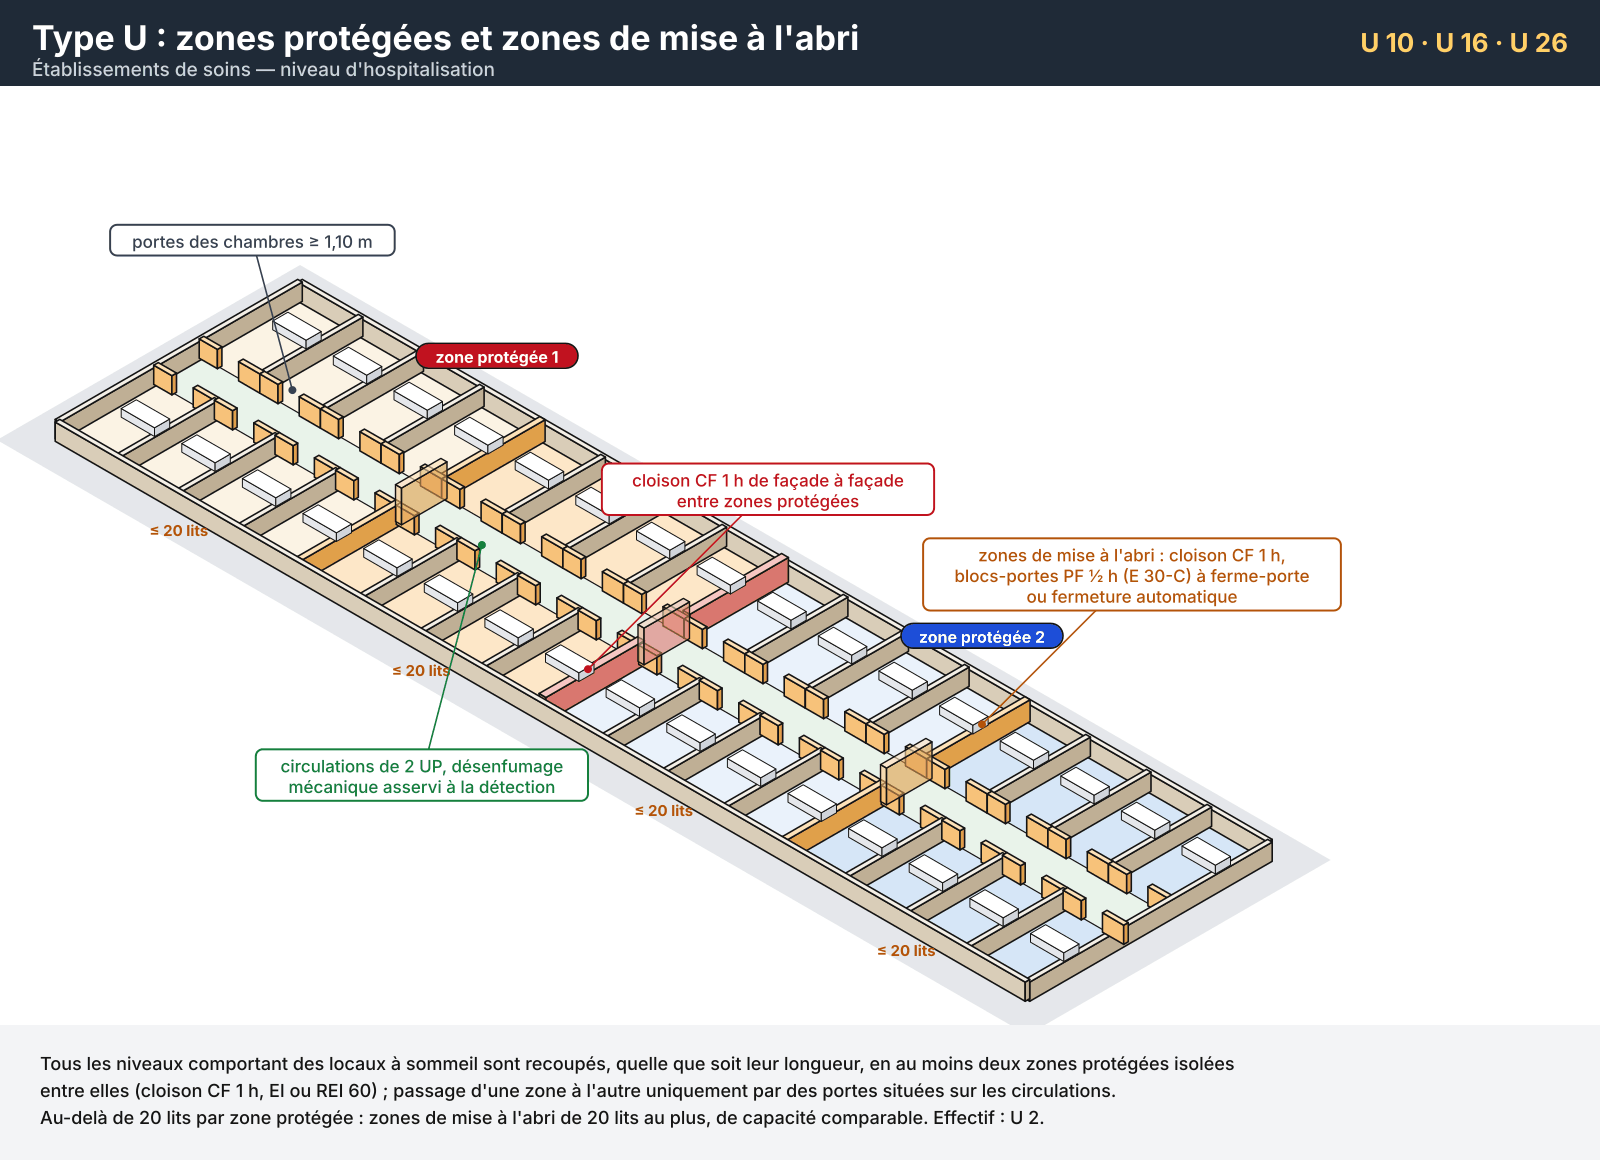 Type U : zones protégées et zones de mise à l'abri
U 10 · U 16 · U 26
Établissements de soins — niveau d'hospitalisation
portes des chambres ≥ 1,10 m
zone protégée 1
cloison CF 1 h de façade à façade
entre zones protégées
≤ 20 lits
zones de mise à l'abri : cloison CF 1 h,
blocs-portes PF ½ h (E 30-C) à ferme-porte
ou fermeture automatique
zone protégée 2
≤ 20 lits
circulations de 2 UP, désenfumage
mécanique asservi à la détection
≤ 20 lits
≤ 20 lits
Tous les niveaux comportant des locaux à sommeil sont recoupés, quelle que soit leur longueur, en au moins deux zones protégées isolées
entre elles (cloison CF 1 h, EI ou REI 60) ; passage d'une zone à l'autre uniquement par des portes situées sur les circulations.
Au-delà de 20 lits par zone protégée : zones de mise à l'abri de 20 lits au plus, de capacité comparable. Effectif : U 2.